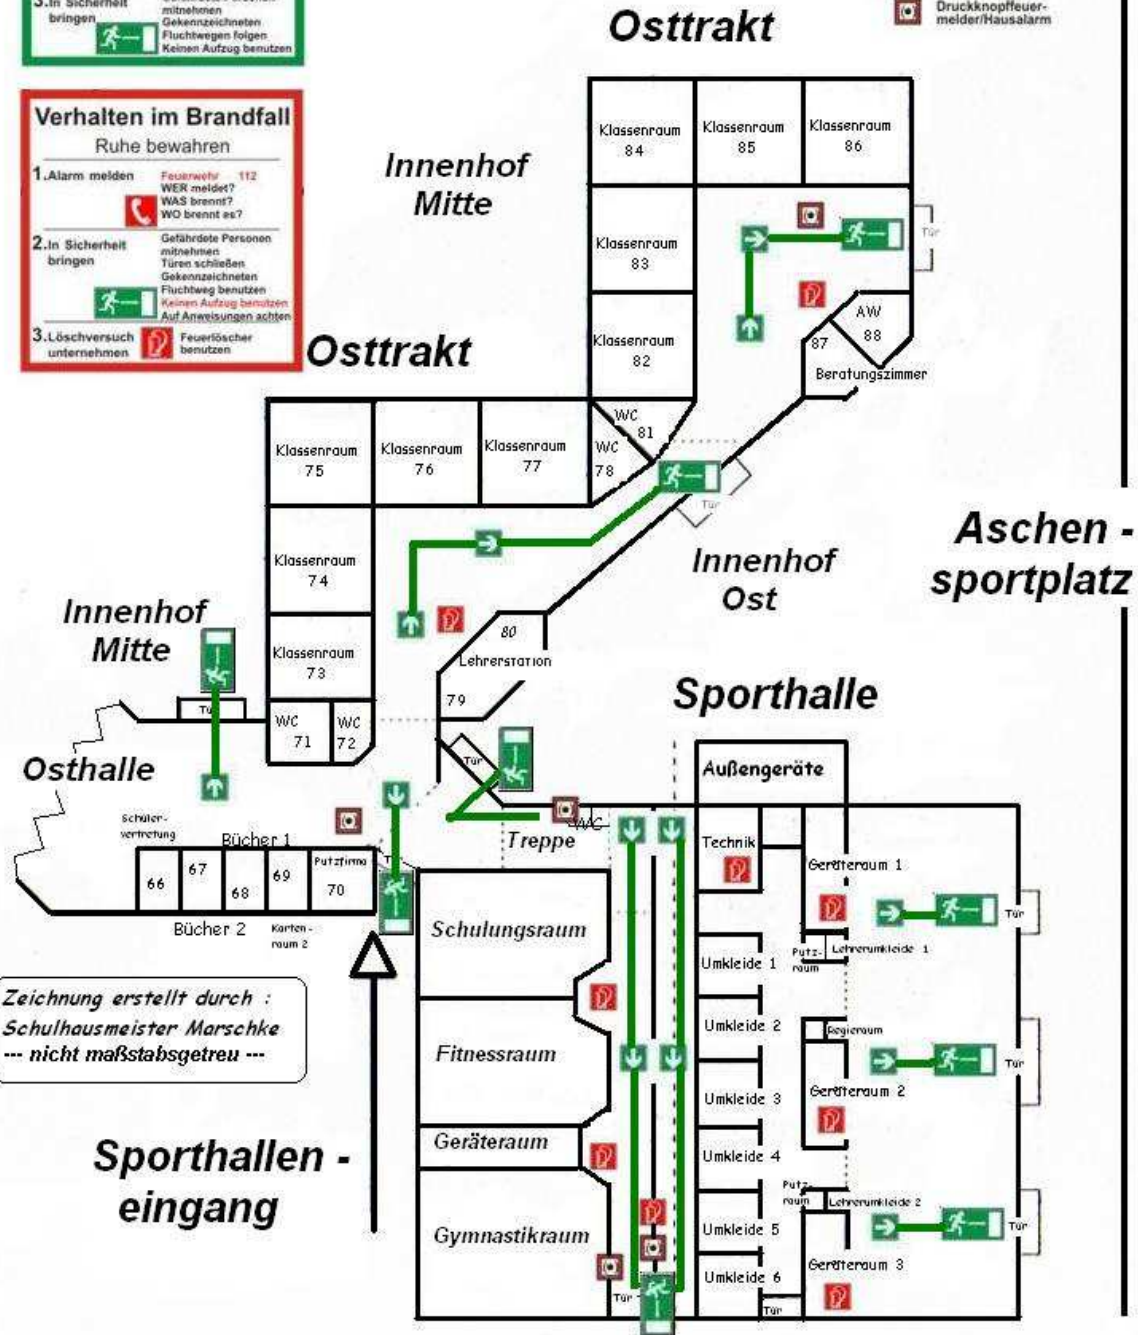 3.In Sicherheit
bringen
mitnehmen
Gekennzeichneten
Fluchtwegen folgen
Keinen Aufzug benutzen
Osttrakt
Druckknopffeuer-
melder/Hausalarm
Verhalten im Brandfall
Ruhe bewahren
1.Alarm melden
Feuerwehr 112
WER meldet?
WAS brennt?
WO brennt es?
2.In Sicherheit
bringen
Gefährdete Personen
mitnehmen
Türen schließen
Gekennzeichneten
Fluchtweg benutzen
Keinen Aufzug benutzen
Auf Anweisungen achten
3.Löschversuch
unternehmen
Feuerlöscher
benutzen
Innenhof
Mitte
Klassenraum
84
Klassenraum
85
Klassenraum
86
Klassenraum
83
Tür
Klassenraum
82
AW
88
87
Beratungszimmer
Osttrakt
WC
81
WC
78
Klassenraum
75
Klassenraum
76
Klassenraum
77
Tür
Klassenraum
74
Innenhof
Ost
Aschen -
sportplatz
Innenhof
Mitte
Klassenraum
73
80
Lehrerstation
79
Tür
WC
71
WC
72
Sporthalle
Osthalle
Tür
Außengeräte
Schüler-
vertretung
Bücher 1
66
67
68
69
Putzfirma
70
Bücher 2
Karten-
raum 2
Treppe
WC
Technik
Geräteraum 1
Tür
Schulungsraum
Umkleide 1
Putz-
raum
Lehrerumkleide 1
Zeichnung erstellt durch :
Schulhausmeister Marschke
--- nicht maßstabsgetreu ---
Umkleide 2
Regieraum
Fitnessraum
Tür
Umkleide 3
Geräteraum 2
Geräteraum
Umkleide 4
Sporthallen -
eingang
Putz-
raum
Lehrerumkleide 2
Gymnastikraum
Umkleide 5
Tür
Geräteraum 3
Umkleide 6
Tür
Tür